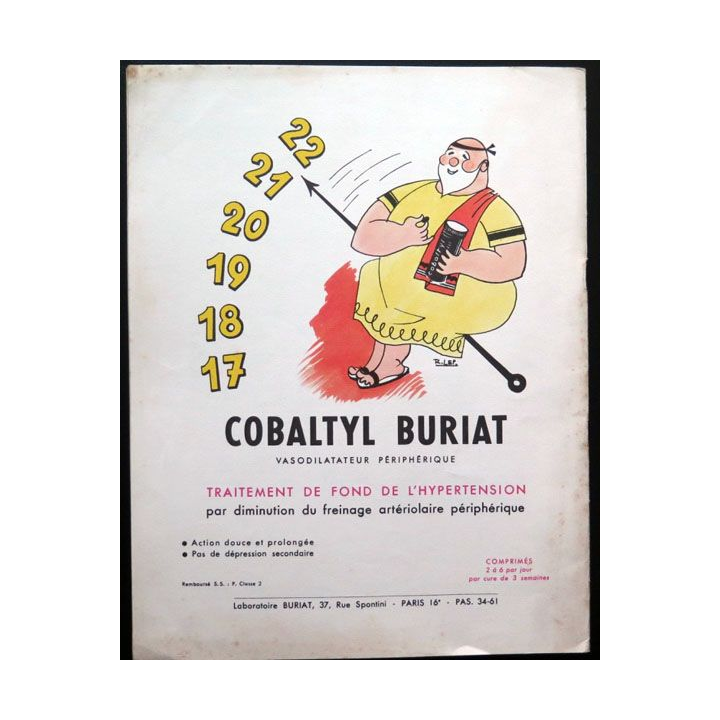 22
21
20
19
18
17
cobaltyl
R-LEP.
COBALTYL BURIAT
VASODILATATEUR PÉRIPHÉRIQUE
TRAITEMENT DE FOND DE L'HYPERTENSION
par diminution du freinage artériolaire périphérique
• Action douce et prolongée
• Pas de dépression secondaire
COMPRIMÉS
2 à 6 par jour
par cure de 3 semaines
Remboursé S.S. : P. Classe 2
Laboratoire BURIAT, 37, Rue Spontini - PARIS 16e - PAS. 34-61